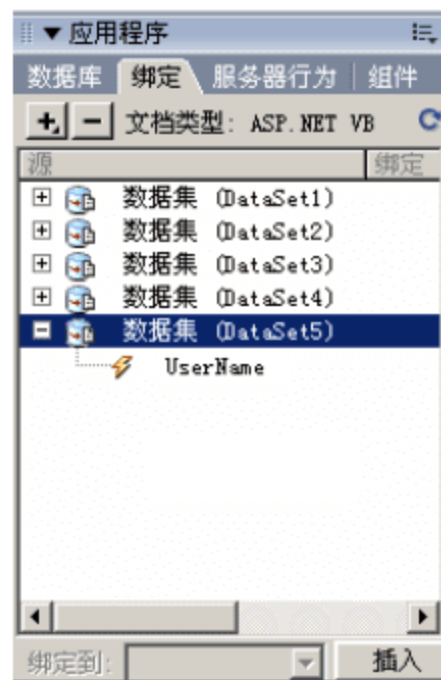 应用程序
数据库 绑定 服务器行为 组件
文档类型: ASP.NET VB
源 绑定
数据集 (DataSet1)
数据集 (DataSet2)
数据集 (DataSet3)
数据集 (DataSet4)
数据集 (DataSet5)
UserName
绑定到: 插入